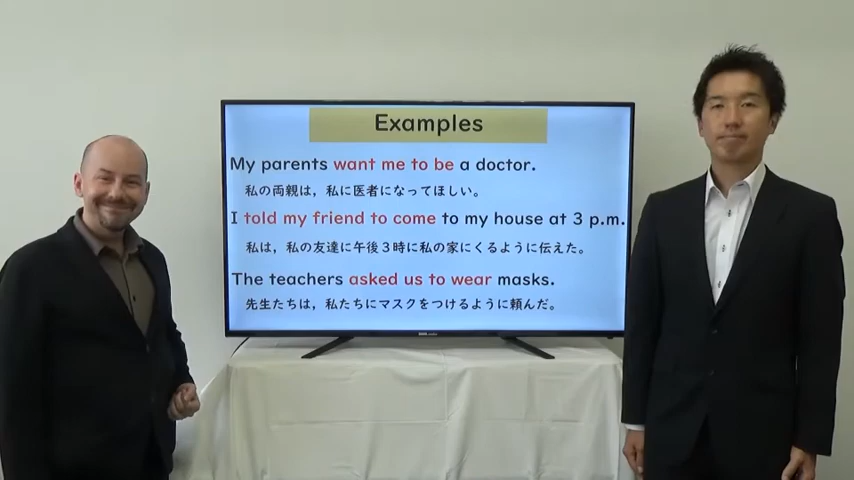 Examples
My parents want me to be a doctor.
私の両親は，私に医者になってほしい。
I told my friend to come to my house at 3 p.m.
私は，私の友達に午後３時に私の家にくるように伝えた。
The teachers asked us to wear masks.
先生たちは，私たちにマスクをつけるように頼んだ。